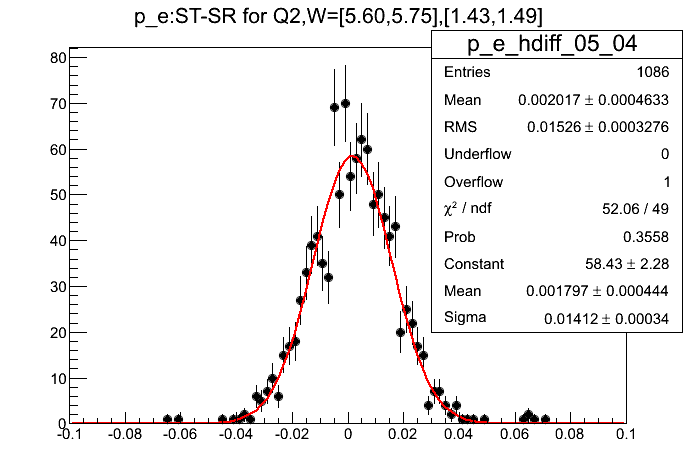 p_e:ST-SR for Q2,W=[5.60,5.75],[1.43,1.49]
p_e_hdiff_05_04
Entries 1086
Mean 0.002017 ± 0.0004633
RMS 0.01526 ± 0.0003276
Underflow 0
Overflow 1
χ² / ndf 52.06 / 49
Prob 0.3558
Constant 58.43 ± 2.28
Mean 0.001797 ± 0.000444
Sigma 0.01412 ± 0.00034
80
70
60
50
40
30
20
10
0
-0.1 -0.08 -0.06 -0.04 -0.02 0 0.02 0.04 0.06 0.08 0.1